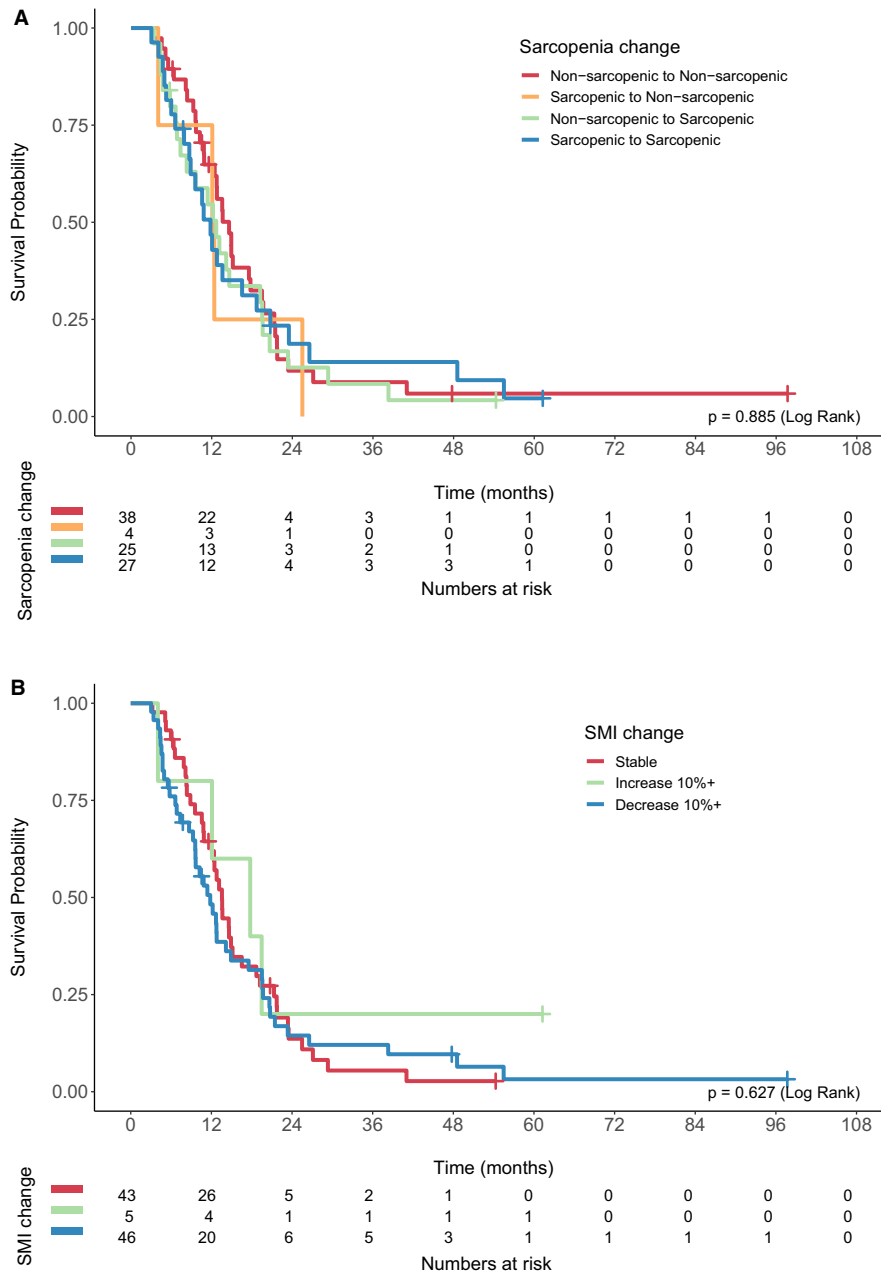 A
Sarcopenia change
Non−sarcopenic to Non−sarcopenic
Sarcopenic to Non−sarcopenic
Non−sarcopenic to Sarcopenic
Sarcopenic to Sarcopenic
Survival Probability
1.00
0.75
0.50
0.25
0.00
p = 0.885 (Log Rank)
0 12 24 36 48 60 72 84 96 108
Time (months)
Sarcopenia change
38 22 4 3 1 1 1 1 1 0
4 3 1 0 0 0 0 0 0 0
25 13 3 2 1 0 0 0 0 0
27 12 4 3 3 1 0 0 0 0
Numbers at risk
B
SMI change
Stable
Increase 10%+
Decrease 10%+
Survival Probability
1.00
0.75
0.50
0.25
0.00
p = 0.627 (Log Rank)
0 12 24 36 48 60 72 84 96 108
Time (months)
SMI change
43 26 5 2 1 0 0 0 0 0
5 4 1 1 1 1 0 0 0 0
46 20 6 5 3 1 1 1 1 0
Numbers at risk